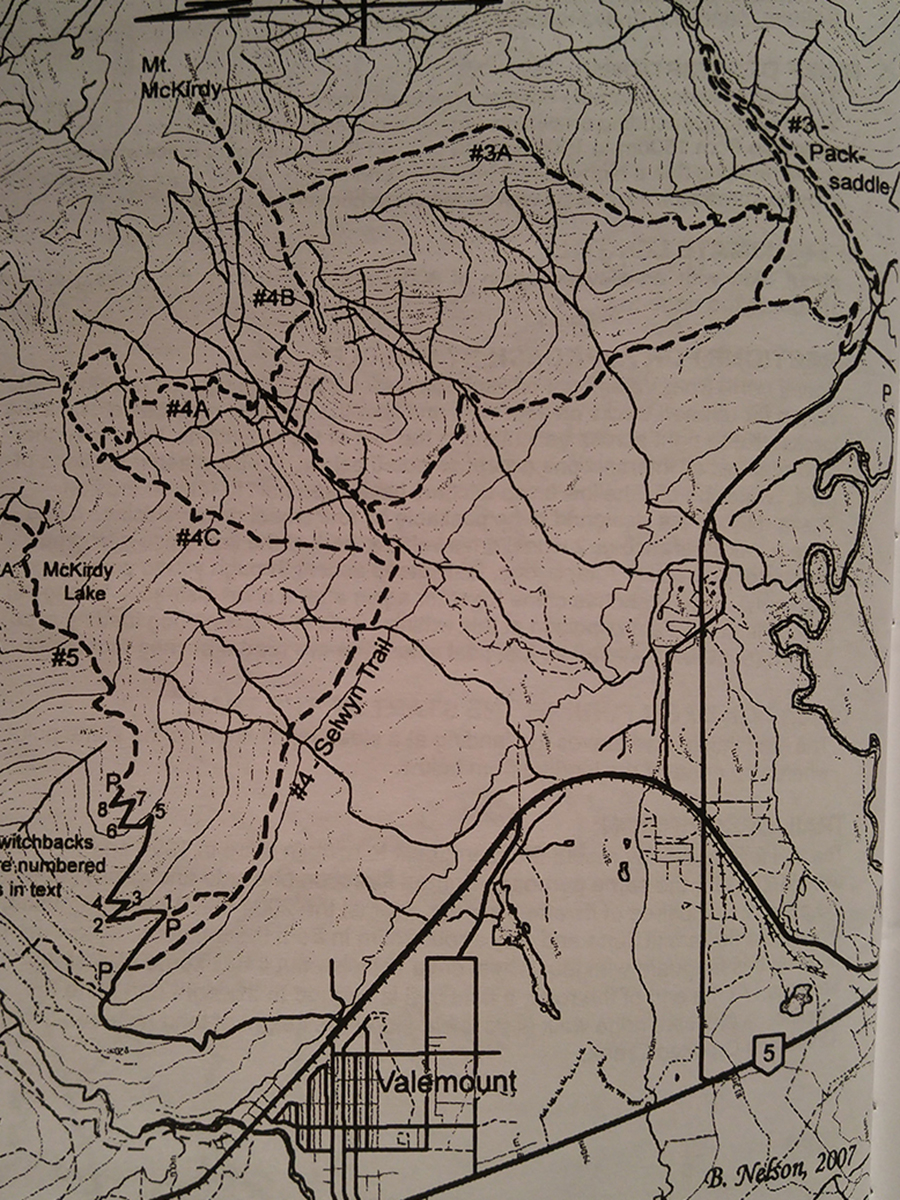 Mt.
McKirdy
#3A
#3 -
Pack-
saddle
#4B
#4A
P
#4C
A
McKirdy
Lake
#5
#4 - Selwyn Trail
P
8
7
5
6
witchbacks
re numbered
s in text
4
3
1
2
P
P
5
Valemount
B. Nelson, 2007